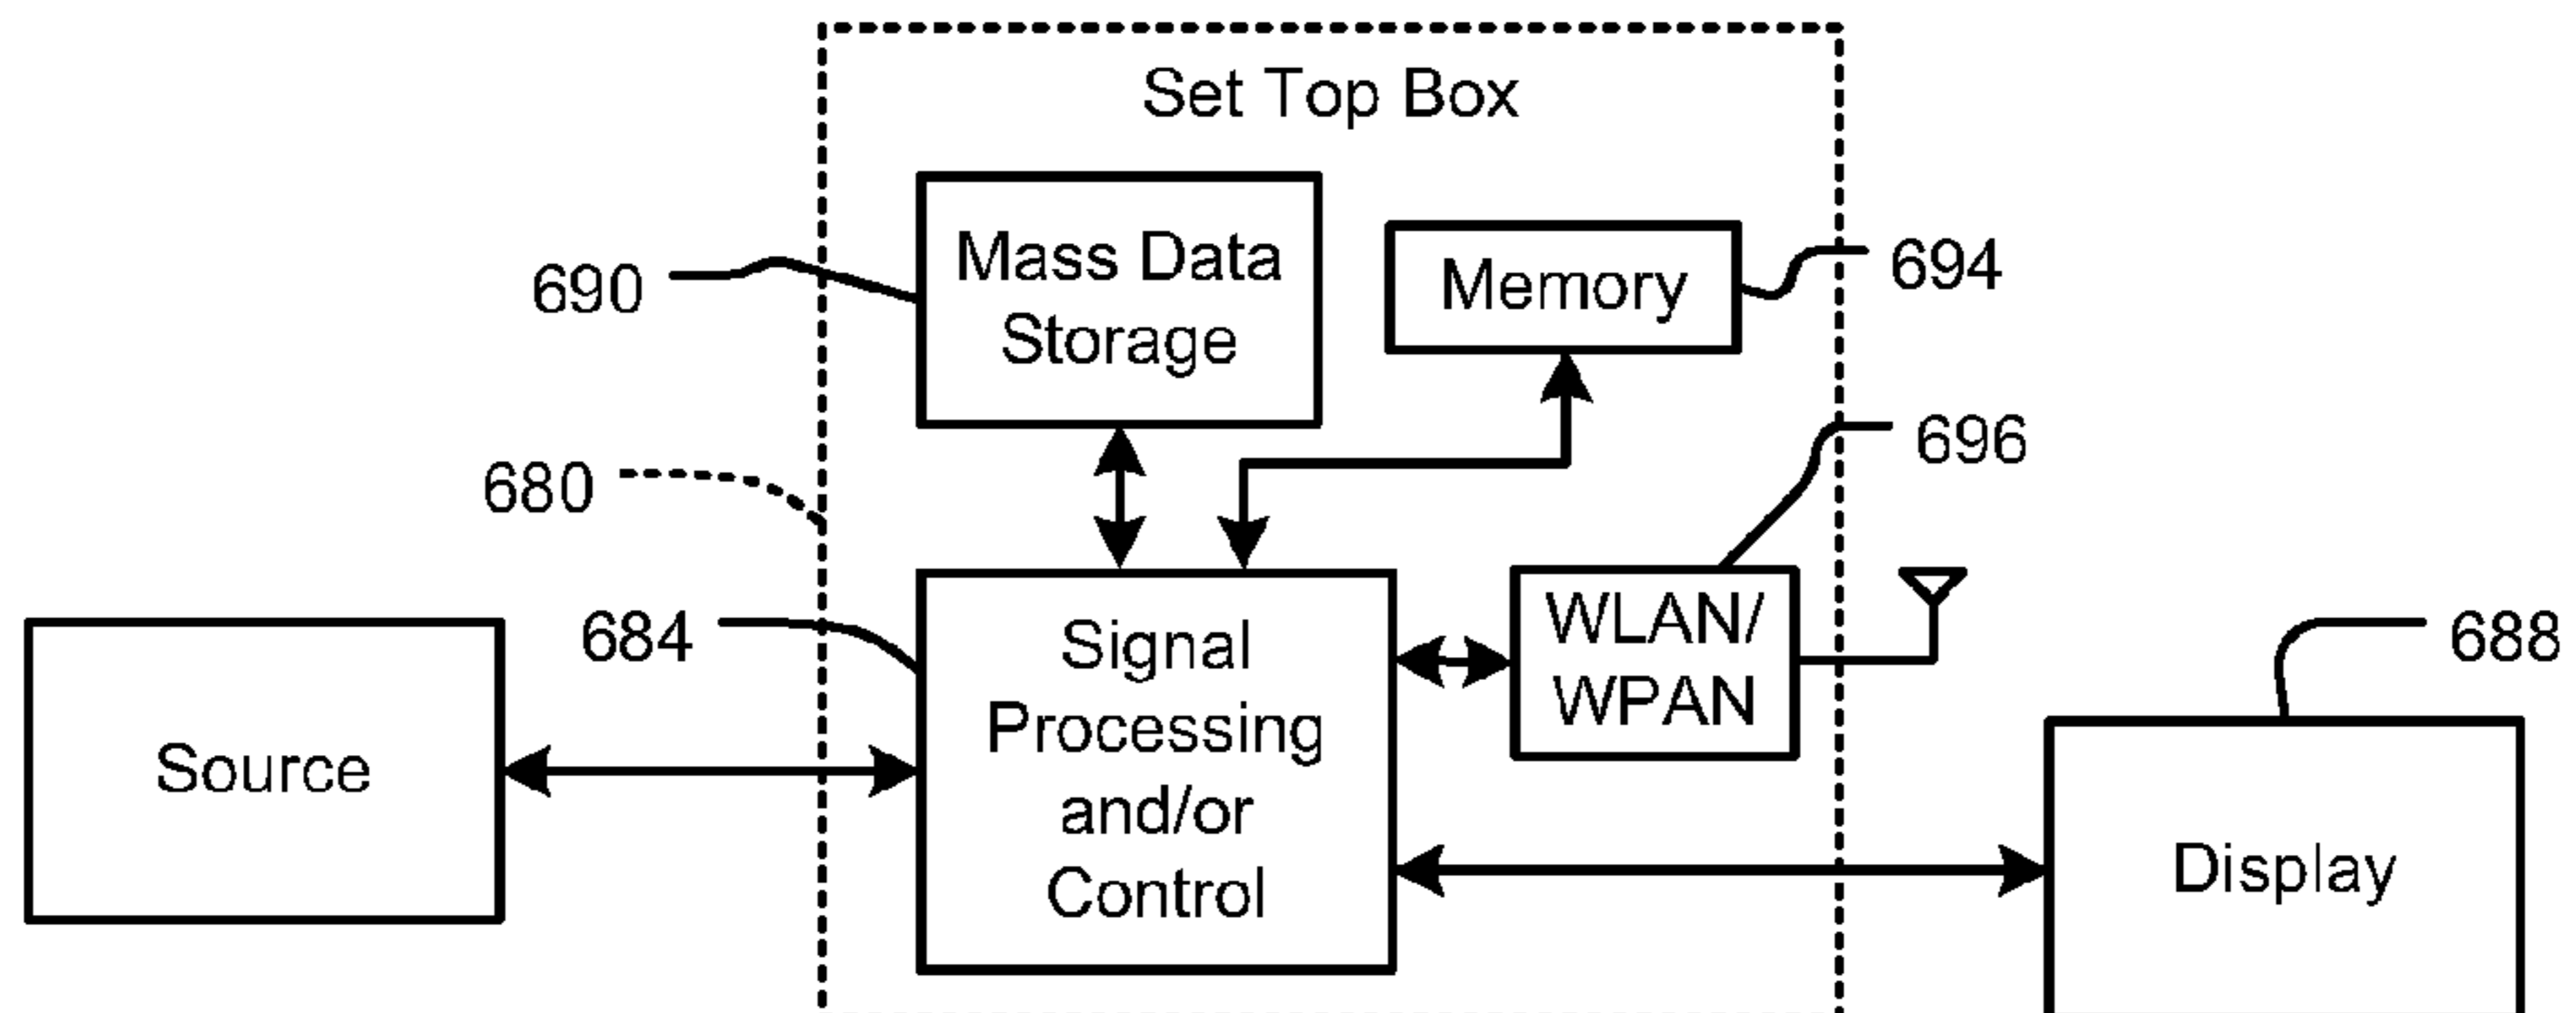 Set Top Box
Mass Data
Storage
690
Memory
694
696
680
684
Signal
Processing
and/or
Control
WLAN/
WPAN
688
Source
Display